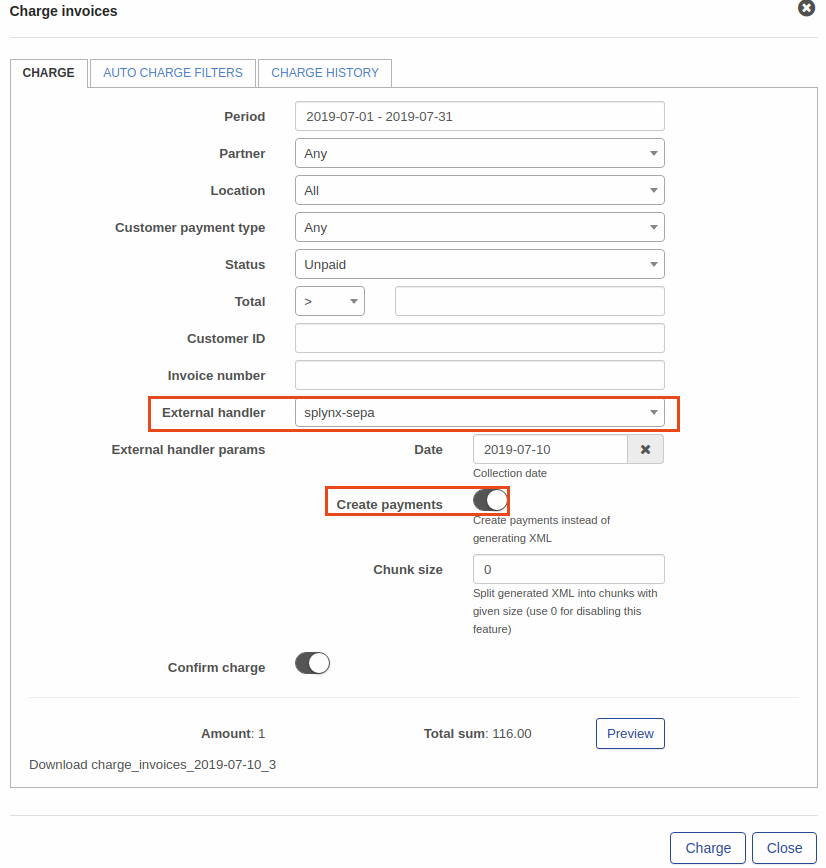 Charge invoices
CHARGE AUTO CHARGE FILTERS CHARGE HISTORY
Period 2019-07-01 - 2019-07-31
Partner Any
Location All
Customer payment type Any
Status Unpaid
Total >
Customer ID
Invoice number
External handler splynx-sepa
External handler params Date 2019-07-10
Collection date
Create payments
Create payments instead of
generating XML
Chunk size 0
Split generated XML into chunks with
given size (use 0 for disabling this
feature)
Confirm charge
Amount: 1 Total sum: 116.00 Preview
Download charge_invoices_2019-07-10_3
Charge Close